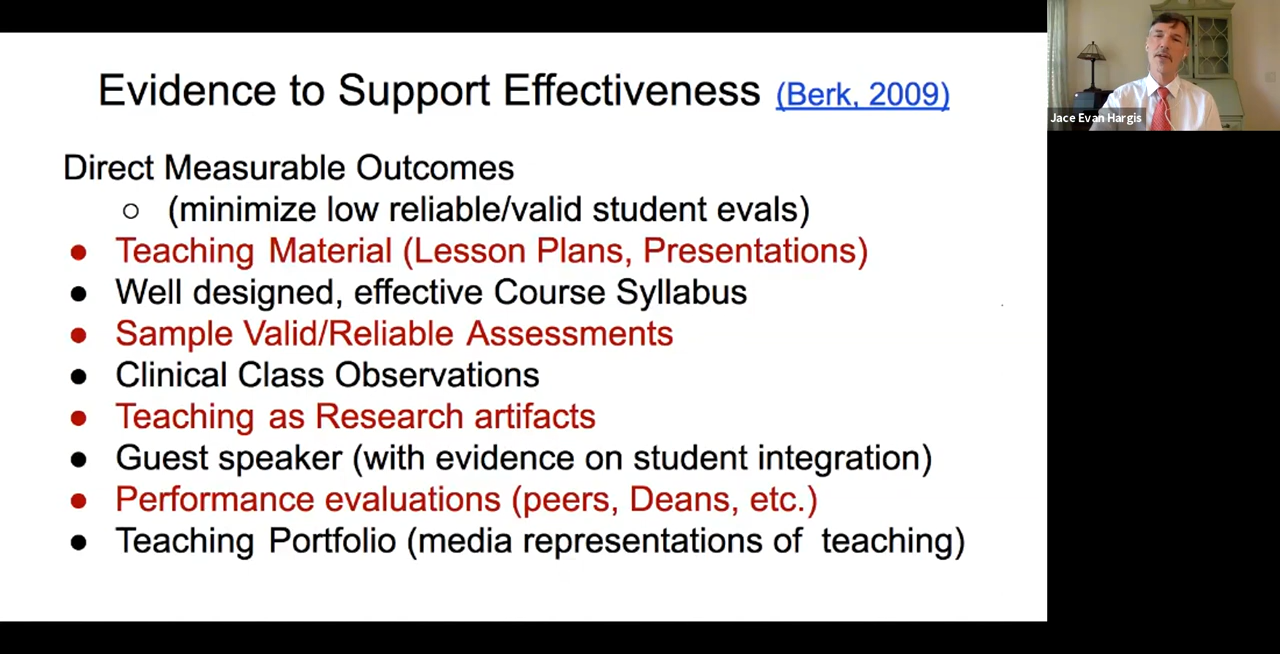 Evidence to Support Effectiveness (Berk, 2009)
Direct Measurable Outcomes
○ (minimize low reliable/valid student evals)
● Teaching Material (Lesson Plans, Presentations)
● Well designed, effective Course Syllabus
● Sample Valid/Reliable Assessments
● Clinical Class Observations
● Teaching as Research artifacts
● Guest speaker (with evidence on student integration)
● Performance evaluations (peers, Deans, etc.)
● Teaching Portfolio (media representations of teaching)
Jace Evan Hargis